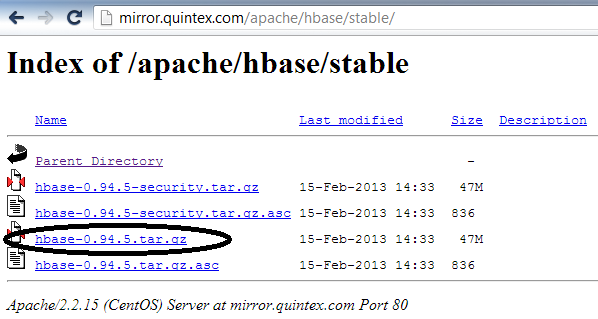 mirror.quintex.com/apache/hbase/stable/
Index of /apache/hbase/stable
Name Last modified Size Description
Parent Directory -
hbase-0.94.5-security.tar.gz 15-Feb-2013 14:33 47M
hbase-0.94.5-security.tar.gz.asc 15-Feb-2013 14:33 836
hbase-0.94.5.tar.gz 15-Feb-2013 14:33 47M
hbase-0.94.5.tar.gz.asc 15-Feb-2013 14:33 836
Apache/2.2.15 (CentOS) Server at mirror.quintex.com Port 80